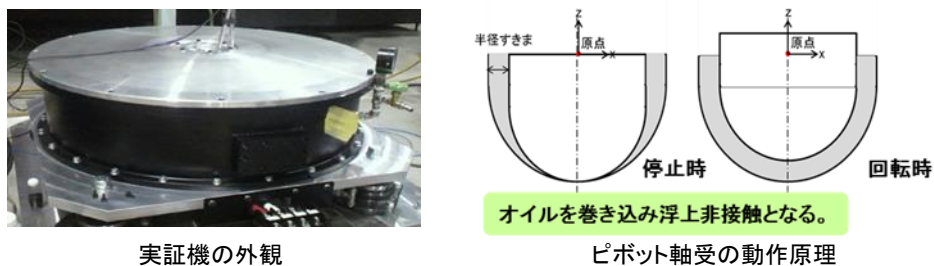 z
半径すきま
原点
x
停止時
z
原点
x
回転時
オイルを巻き込み浮上非接触となる。
実証機の外観
ピボット軸受の動作原理